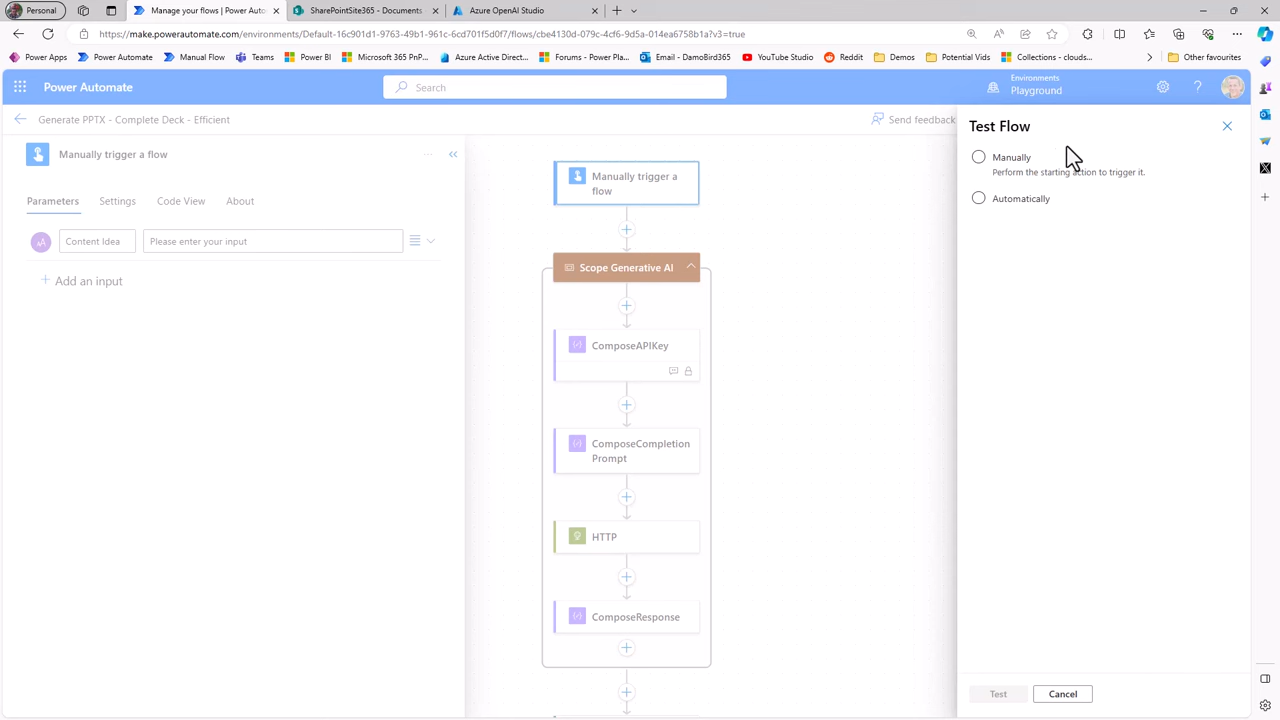 Personal
Manage your flows | Power Auto
SharePointSite365 - Documents
Azure OpenAI Studio
https://make.powerautomate.com/environments/Default-16c901d1-9763-49b1-961c-6cd701f5d0f7/flows/cbe4130d-079c-4cf6-9d5a-014ea6758b1a?v3=true
Power Apps
Power Automate
Manual Flow
Teams
Power BI
Microsoft 365 PnP...
Azure Active Direct...
Forums - Power Pla...
Email - DamoBird365
YouTube Studio
Reddit
Demos
Potential Vids
Collections - clouds...
Other favourites
Power Automate
Search
Environments
Playground
Generate PPTX - Complete Deck - Efficient
Send feedback
Test Flow
Manually trigger a flow
Parameters
Settings
Code View
About
AA
Content Idea
Please enter your input
Add an input
Manually trigger a
flow
Scope Generative AI
ComposeAPIKey
ComposeCompletion
Prompt
HTTP
ComposeResponse
Manually
Perform the starting action to trigger it.
Automatically
Test
Cancel